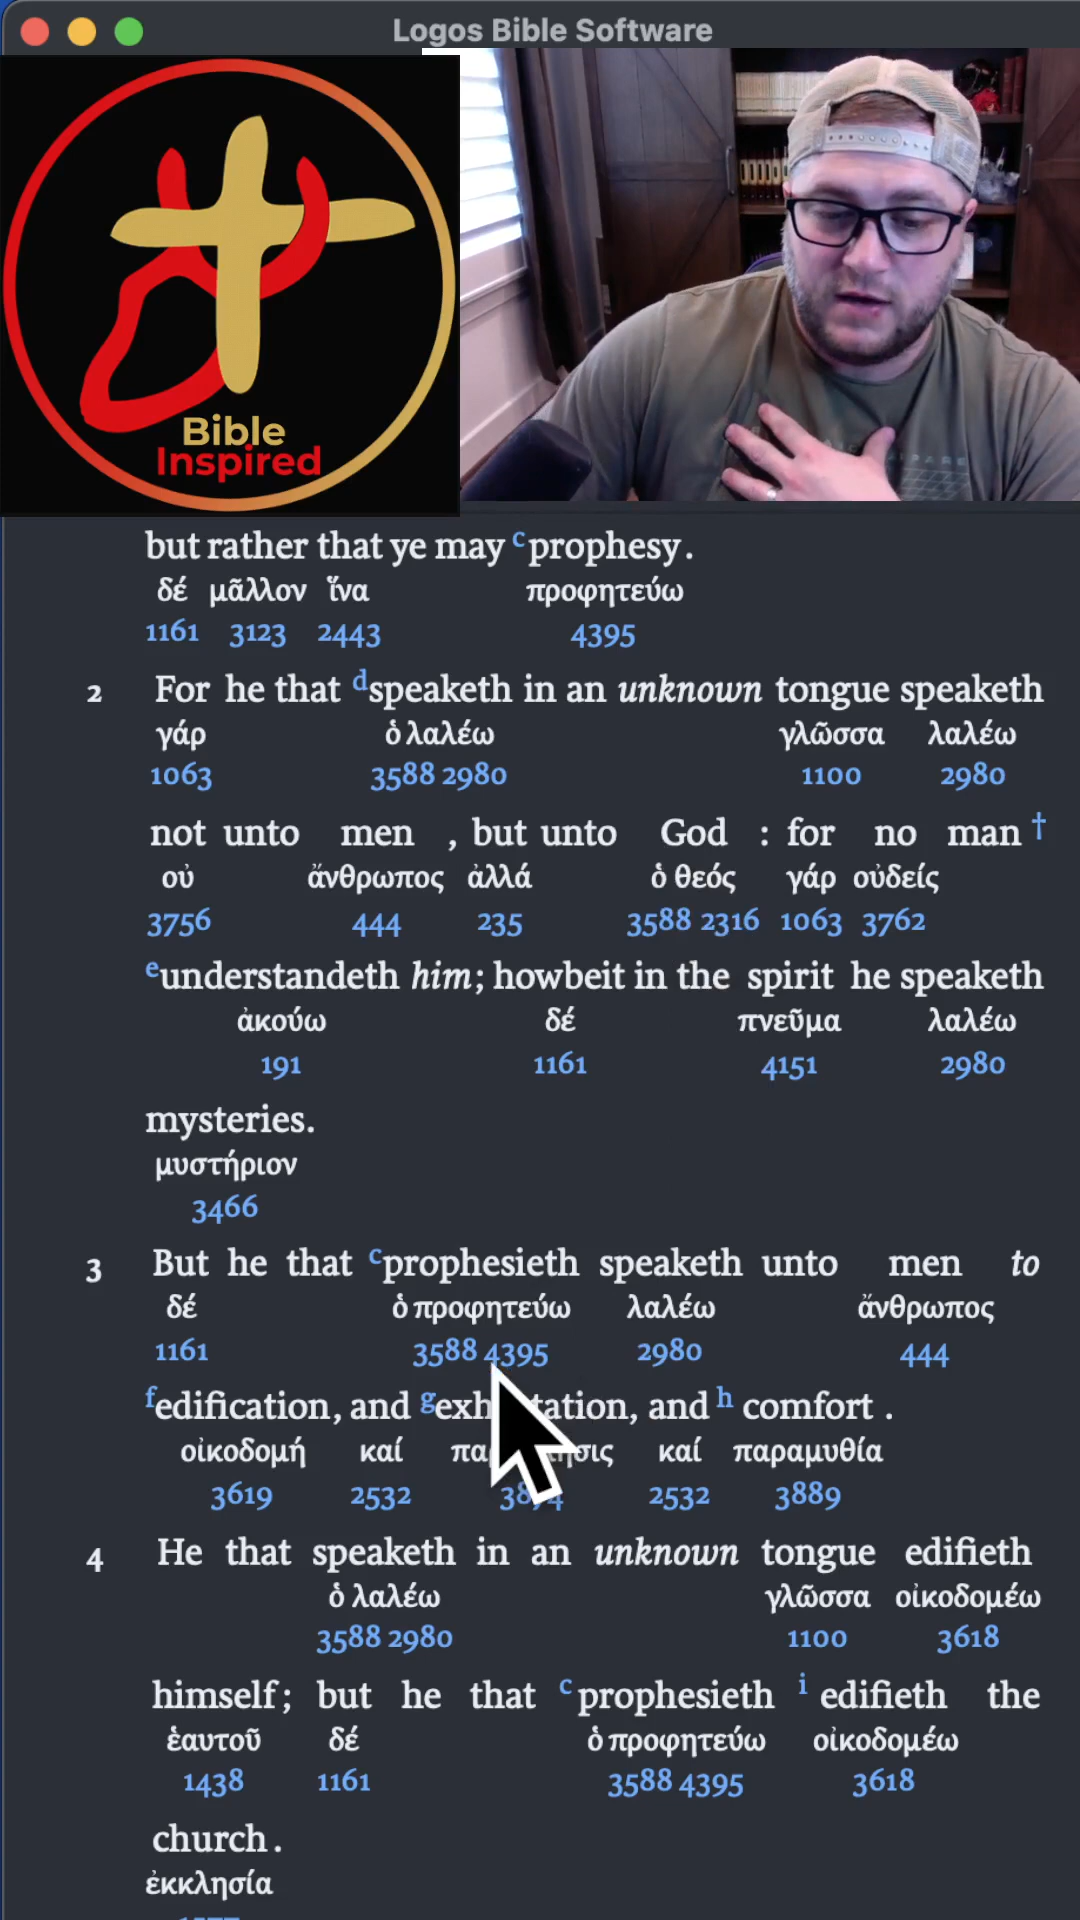 Logos Bible Software
Bible
Inspired
but rather that ye may c prophesy.
δέ μᾶλλον ἵνα προφητεύω
1161 3123 2443 4395
2 For he that d speaketh in an unknown tongue speaketh
γάρ ὁ λαλέω γλῶσσα λαλέω
1063 3588 2980 1100 2980
not unto men , but unto God : for no man †
οὐ ἄνθρωπος ἀλλά ὁ θεός γάρ οὐδείς
3756 444 235 3588 2316 1063 3762
e understandeth him; howbeit in the spirit he speaketh
ἀκούω δέ πνεῦμα λαλέω
191 1161 4151 2980
mysteries.
μυστήριον
3466
3 But he that c prophesieth speaketh unto men to
δέ ὁ προφητεύω λαλέω ἄνθρωπος
1161 3588 4395 2980 444
f edification, and g and h comfort .
οἰκοδομή καί καί παραμυθία
3619 2532 2532 3889
4 He that speaketh in an unknown tongue edifieth
ὁ λαλέω γλῶσσα οἰκοδομέω
3588 2980 1100 3618
himself; but he that c prophesieth i edifieth the
ἑαυτοῦ δέ ὁ προφητεύω οἰκοδομέω
1438 1161 3588 4395 3618
church .
ἐκκλησία